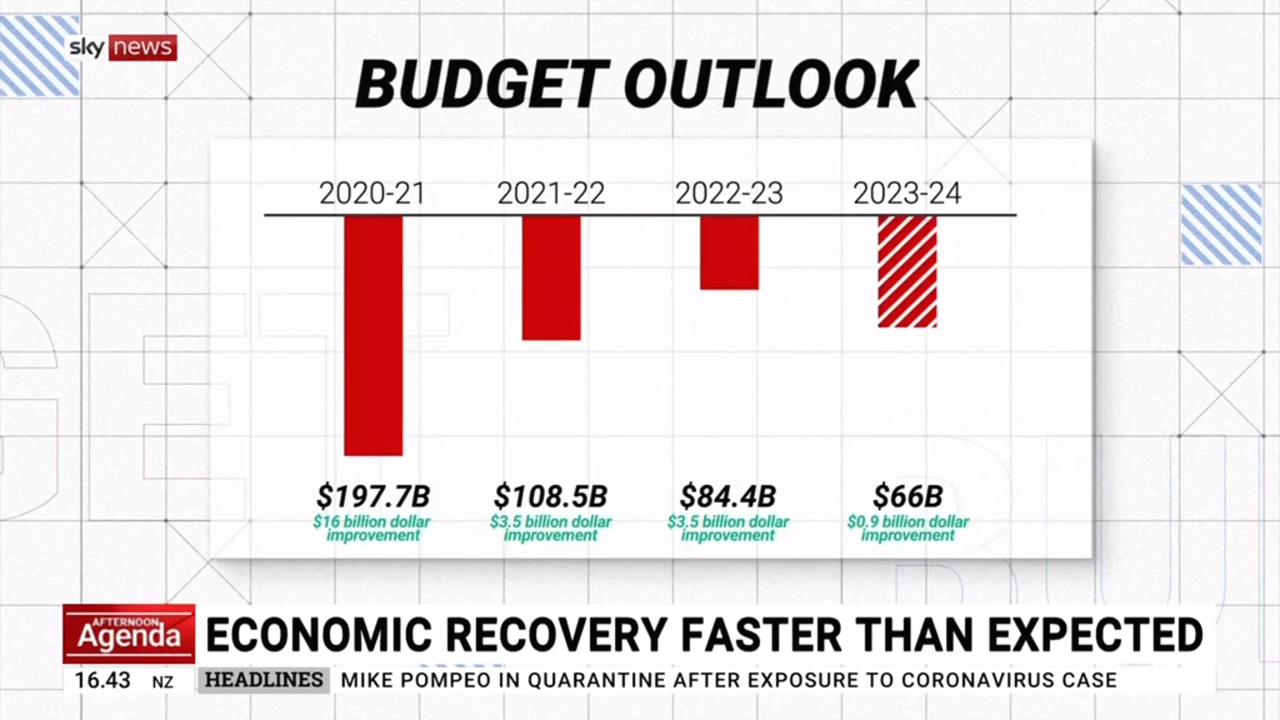 sky news
BUDGET OUTLOOK
2020-21 2021-22 2022-23 2023-24
$197.7B $108.5B $84.4B $66B
$16 billion dollar $3.5 billion dollar $3.5 billion dollar $0.9 billion dollar
improvement improvement improvement improvement
AFTERNOON
Agenda
ECONOMIC RECOVERY FASTER THAN EXPECTED
16.43 NZ HEADLINES MIKE POMPEO IN QUARANTINE AFTER EXPOSURE TO CORONAVIRUS CASE
GET
BU